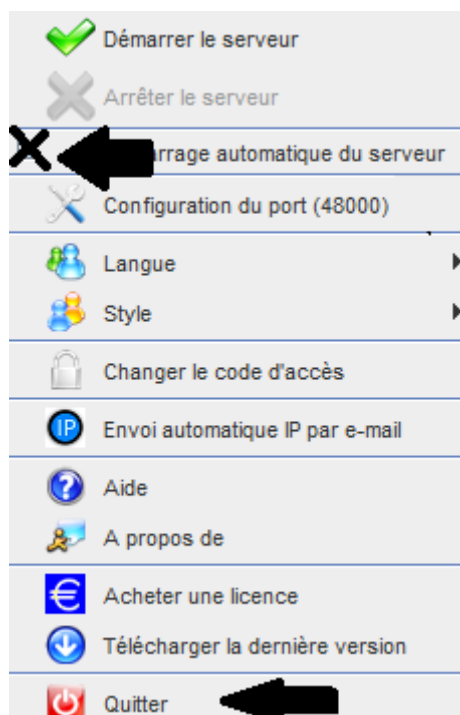 Démarrer le serveur
Arrêter le serveur
automatique du serveur
Configuration du port (48000)
Langue
Style
Changer le code d'accès
IP Envoi automatique IP par e-mail
? Aide
A propos de
€ Acheter une licence
Télécharger la dernière version
Quitter